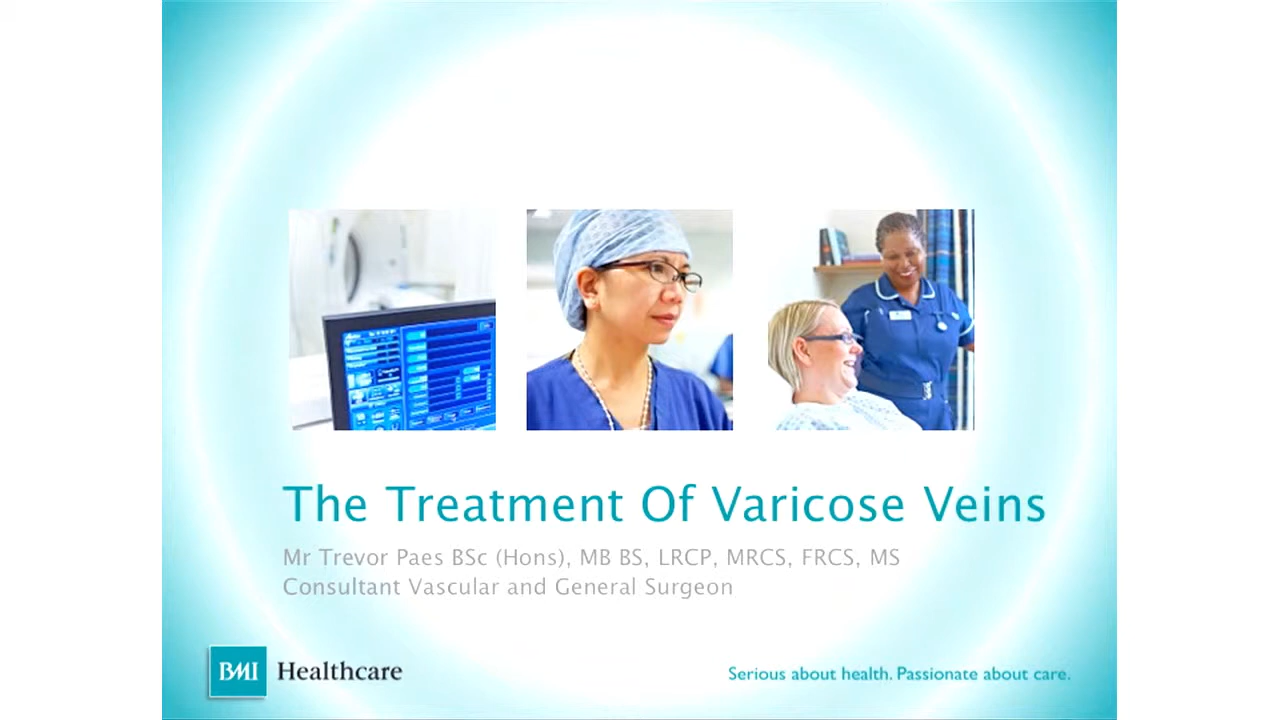 The Treatment Of Varicose Veins
Mr Trevor Paes BSc (Hons), MB BS, LRCP, MRCS, FRCS, MS
Consultant Vascular and General Surgeon
BMI Healthcare
Serious about health. Passionate about care.